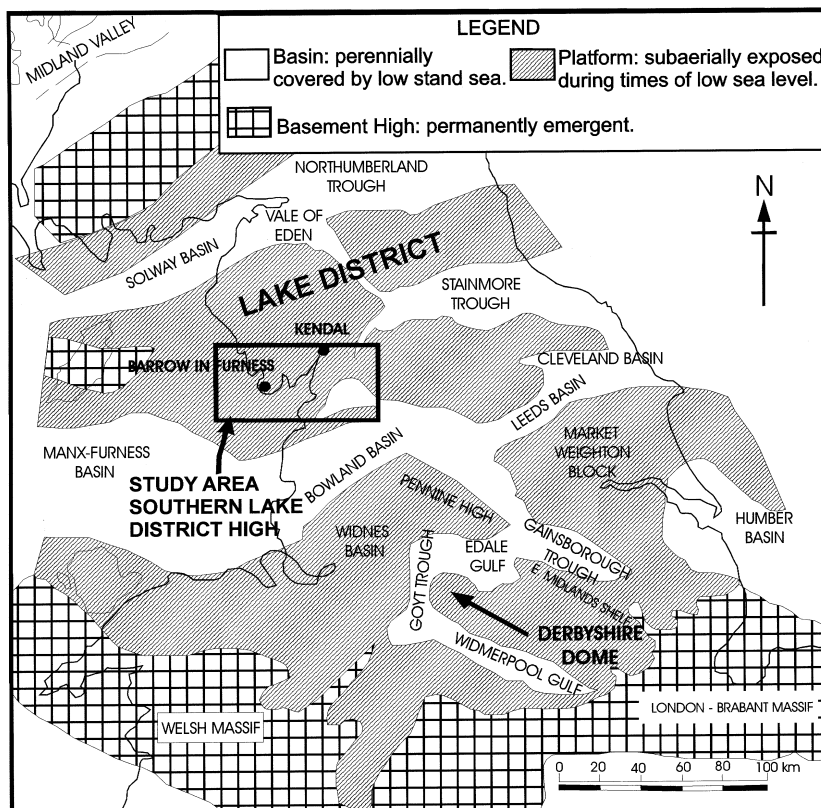 LEGEND
Basin: perennially
covered by low stand sea.
Platform: subaerially exposed
during times of low sea level.
Basement High: permanently emergent.
MIDLAND VALLEY
NORTHUMBERLAND
TROUGH
N
VALE OF
EDEN
SOLWAY BASIN
LAKE DISTRICT
STAINMORE
TROUGH
KENDAL
BARROW IN FURNESS
CLEVELAND BASIN
LEEDS BASIN
MANX-FURNESS
BASIN
BOWLAND BASIN
MARKET
WEIGHTON
BLOCK
STUDY AREA
SOUTHERN LAKE
DISTRICT HIGH
PENNINE HIGH
WIDNES
BASIN
HUMBER
BASIN
GAINSBOROUGH
TROUGH
EDALE
GULF
GOYT TROUGH
E. MIDLANDS SHELF
DERBYSHIRE
DOME
WIDMERPOOL GULF
WELSH MASSIF
LONDON - BRABANT MASSIF
0 20 40 60 80 100 km